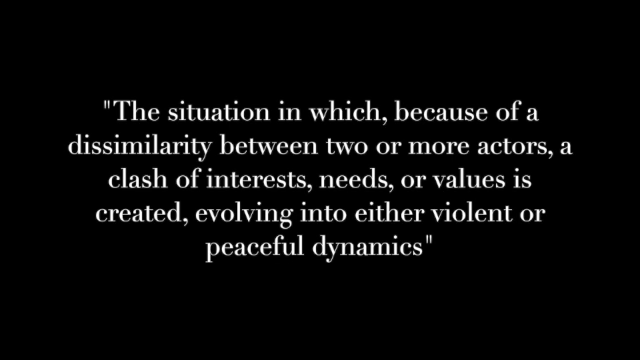 "The situation in which, because of a
dissimilarity between two or more actors, a
clash of interests, needs, or values is
created, evolving into either violent or
peaceful dynamics"